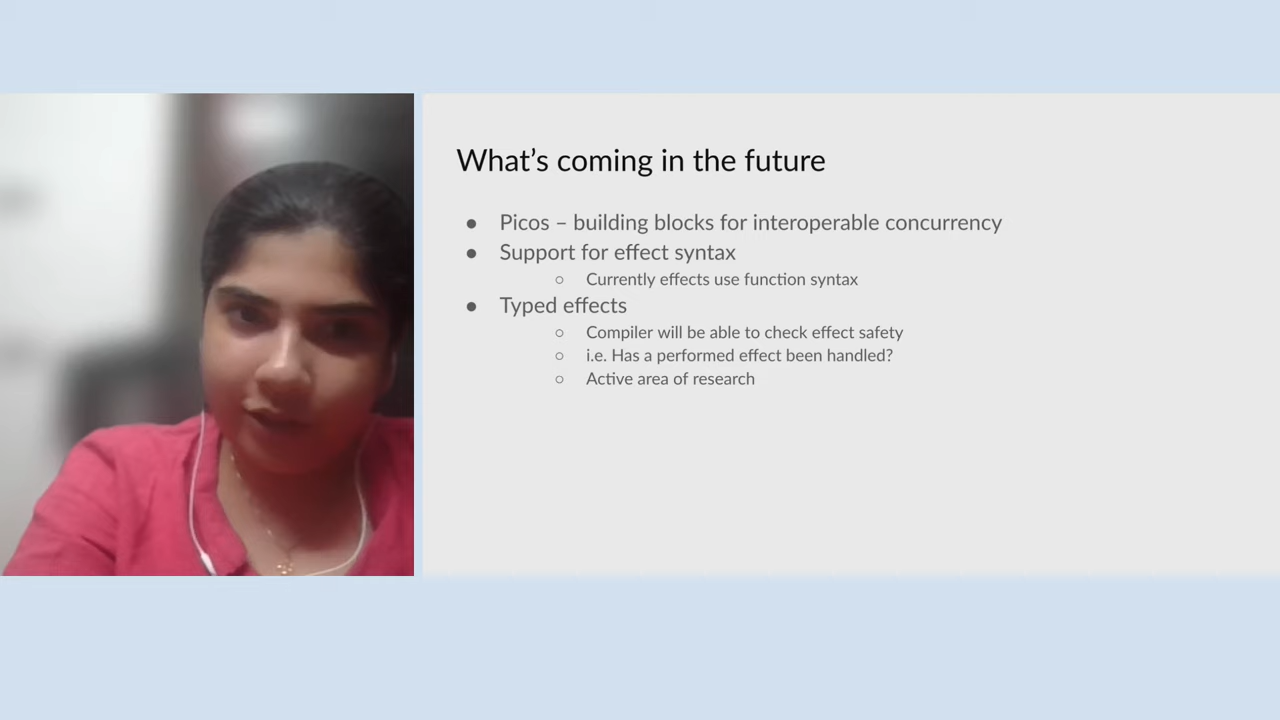 What’s coming in the future
● Picos – building blocks for interoperable concurrency
● Support for effect syntax
○ Currently effects use function syntax
● Typed effects
○ Compiler will be able to check effect safety
○ i.e. Has a performed effect been handled?
○ Active area of research